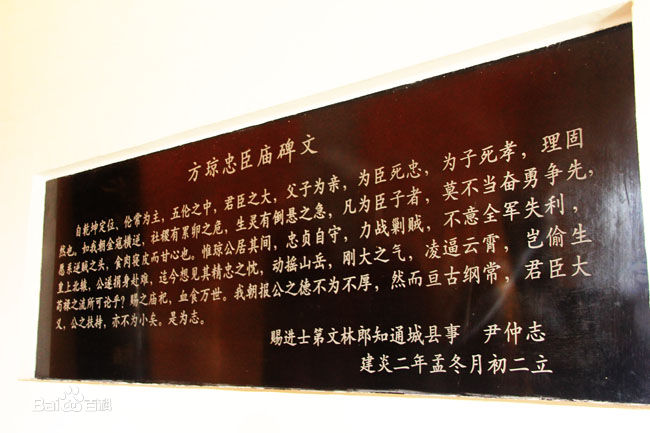 方琼忠臣庙碑文
自乾坤定位，伦常为主，五伦之中，君臣之大，父子为亲，为臣死忠，为子死孝，理固
然也。如我朝金寇横逆，社稷有累卵之危，生灵有倒悬之急，凡为臣子者，莫不当奋勇争先，
逆贼之头，食肉寝皮而甘心也。惟琼公居其间，忠贞自守，力战剿贼，不意全军失利，
皇上北辕，公遂捐身赴难，迄今想见其精忠之忱，动摇山岳，刚大之气，凌逼云霄，岂偷生
苟禄之流所可论乎？赐之庙祀，血食万世。我朝报公之德不为不厚，然而亘古纲常，君臣大
义，公之扶持，亦不为小矣。是为志。
赐进士第文林郎知通城县事 尹仲志
建炎二年孟冬月初二立
Bai百科